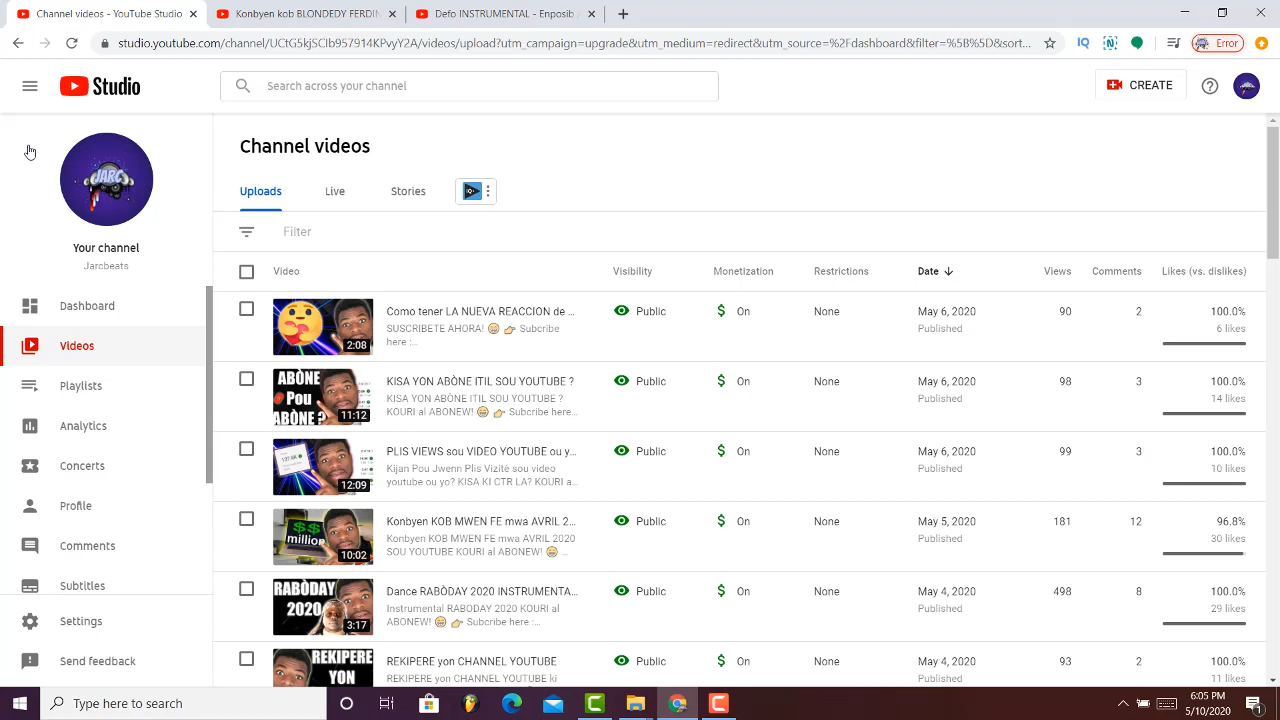 Channel videos - YouTube Studio
Konbyen kob BLONDEDY FERDIN
Dance INSTRUMENTAL - Enposib
studio.youtube.com/channel/
/videos/upload?utm_campaign=upgrade&utm_medium=redirect&utm_source=%2Fdashboard&filter=%5B%5D&sort...
Error
Studio
Search across your channel
CREATE
JARC
Your channel
Jarcbeats
Dashboard
Videos
Playlists
Analytics
Concerts
Profile
Comments
Subtitles
Settings
Send feedback
Channel videos
Uploads
Live
Stories
Filter
Video
Visibility
Monetization
Restrictions
Date
Views
Comments
Likes (vs. dislikes)
2:08
Como tener LA NUEVA REACCION de...
SUSCRIBETE AHORA! 😀 👉 Subcribe
here :...
Public
$ On
None
May 6, 2020
Published
90
2
100.0%
6 likes
ABÒNE
Pou
ABÒNE ?
11:12
KISA YON ABÒNE ITIL SOU YOUTUBE ?
KISA YON ABÒNE ITIL SOU YOUTUBE ?
KOURI al ABONEW! 😀 👉 Subcribe here...
Public
$ On
None
May 6, 2020
Published
67
4
100.0%
14 likes
12:09
PLIS VIEWS sou VIDEO YOUTUBE ou y...
Kijan Pou Jwenn Plis Vizité sou video
youtube ou yo? KISA KI CTR LA? KOURI a...
Public
$ On
None
May 6, 2020
Published
3
100.0%
10 likes
$$
million
10:02
Konbyen KOB MWEN FE mwa AVRIL ...
Konbyen KOB MWEN FE mwa AVRIL 2020
SOU YOUTUBE KOURI al ABONEW! 😀 ...
Public
$ On
None
May 5, 2020
Published
181
12
96.8%
30 likes
RABÒDAY
2020
3:17
Dance RABÒDAY 2020 INSTRUMENTA...
Instrumental RABODAY 2020 KOURI al
ABONEW! 😀 👉 Subcribe here :...
Public
$ On
None
May 4, 2020
Published
498
8
100.0%
29 likes
REKIPERE
YON
REKIPERE yon CHANNEL YOUTUBE ki
REKIPERE yon CHANNEL YOUTUBE ki
Public
$ On
None
May 4, 2020
Published
2
100.0%
11 likes
Type here to search
6:05 PM
5/10/2020